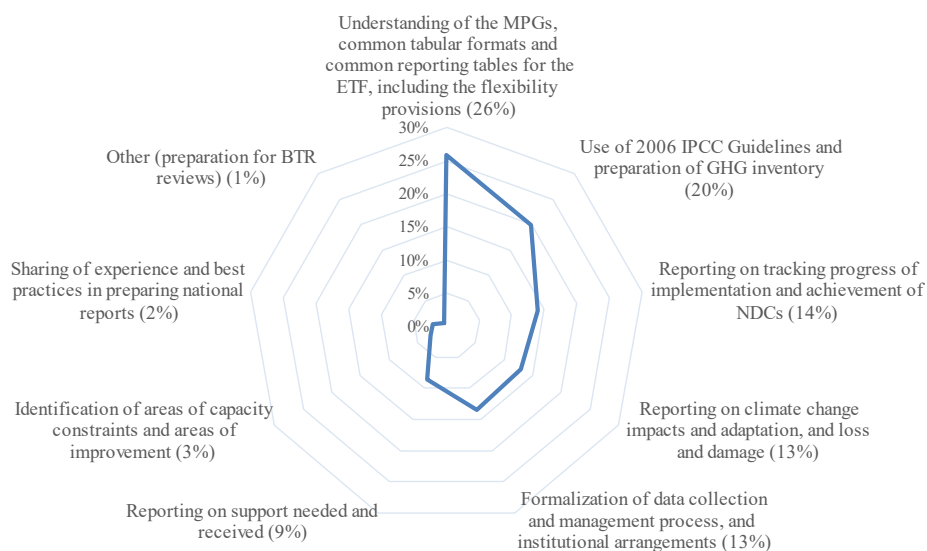 Understanding of the MPGs,
common tabular formats and
common reporting tables for the
ETF, including the flexibility
provisions (26%)
Use of 2006 IPCC Guidelines and
preparation of GHG inventory
(20%)
Reporting on tracking progress of
implementation and achievement of
NDCs (14%)
Reporting on climate change
impacts and adaptation, and loss
and damage (13%)
Formalization of data collection
and management process, and
institutional arrangements (13%)
Reporting on support needed and
received (9%)
Identification of areas of capacity
constraints and areas of
improvement (3%)
Sharing of experience and best
practices in preparing national
reports (2%)
Other (preparation for BTR
reviews) (1%)
30%
25%
20%
15%
10%
5%
0%